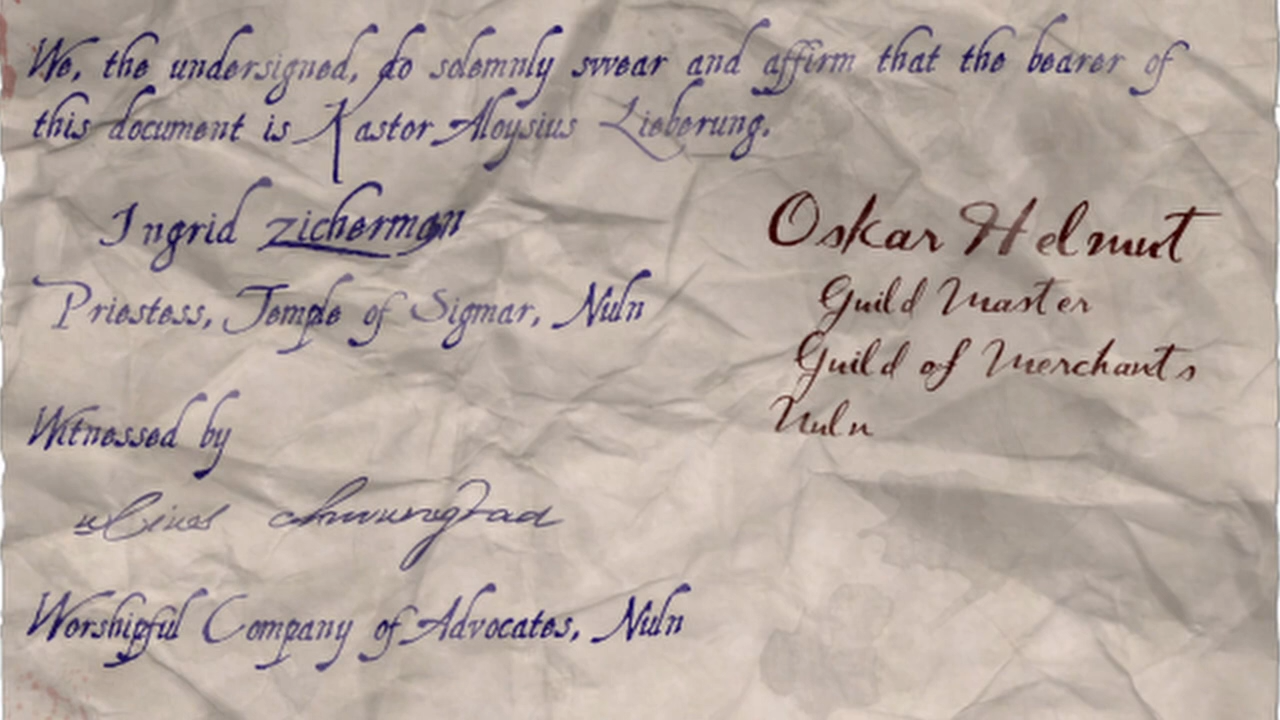 We, the undersigned, do solemnly swear and affirm that the bearer of
this document is Kastor Aloysius Lieberung.
Ingrid Zicherman
Priestess, Temple of Sigmar, Nuln
Oskar Helmut
Guild Master
Guild of Merchants
Nuln
Witnessed by
Worshipful Company of Advocates, Nuln